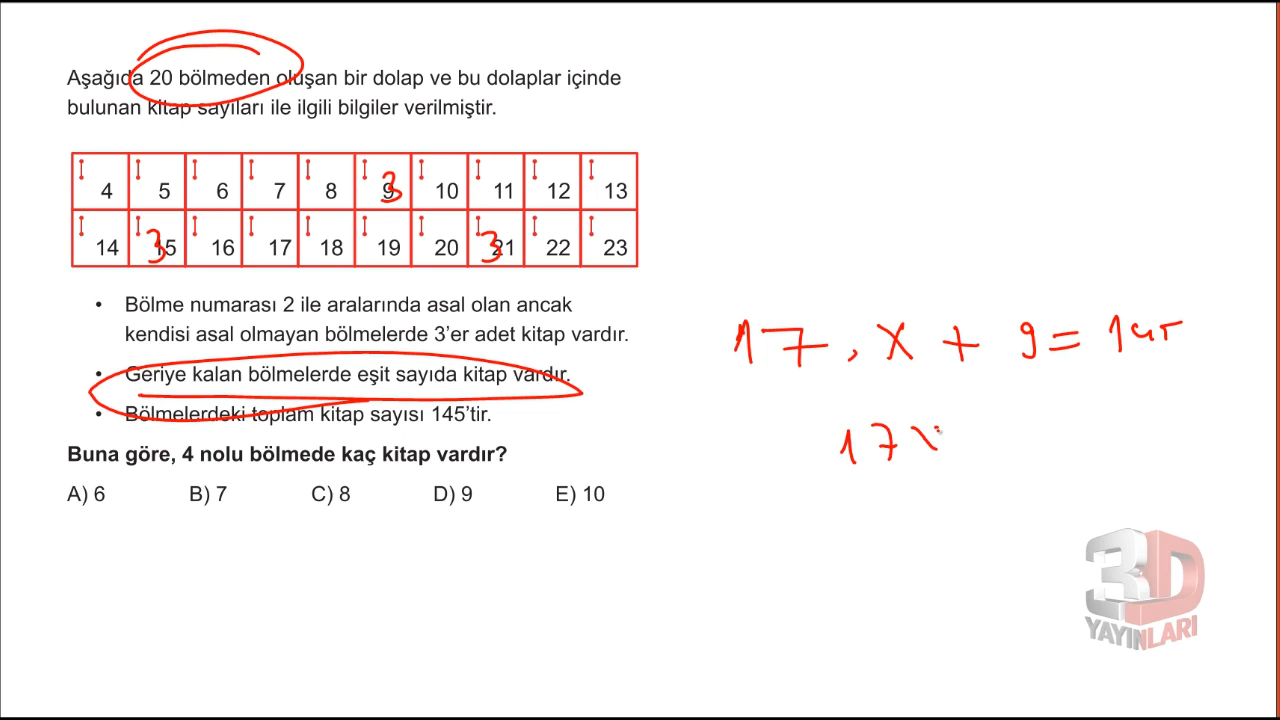 Aşağıda 20 bölmeden oluşan bir dolap ve bu dolaplar içinde
bulunan kitap sayıları ile ilgili bilgiler verilmiştir.
4 5 6 7 8 9 3 10 11 12 13
14 15 3 16 17 18 19 20 21 3 22 23
• Bölme numarası 2 ile aralarında asal olan ancak
kendisi asal olmayan bölmelerde 3'er adet kitap vardır.
• Geriye kalan bölmelerde eşit sayıda kitap vardır.
• Bölmelerdeki toplam kitap sayısı 145'tir.
Buna göre, 4 nolu bölmede kaç kitap vardır?
A) 6 B) 7 C) 8 D) 9 E) 10
17 . x + 9 = 145
17
3D
YAYINLARI